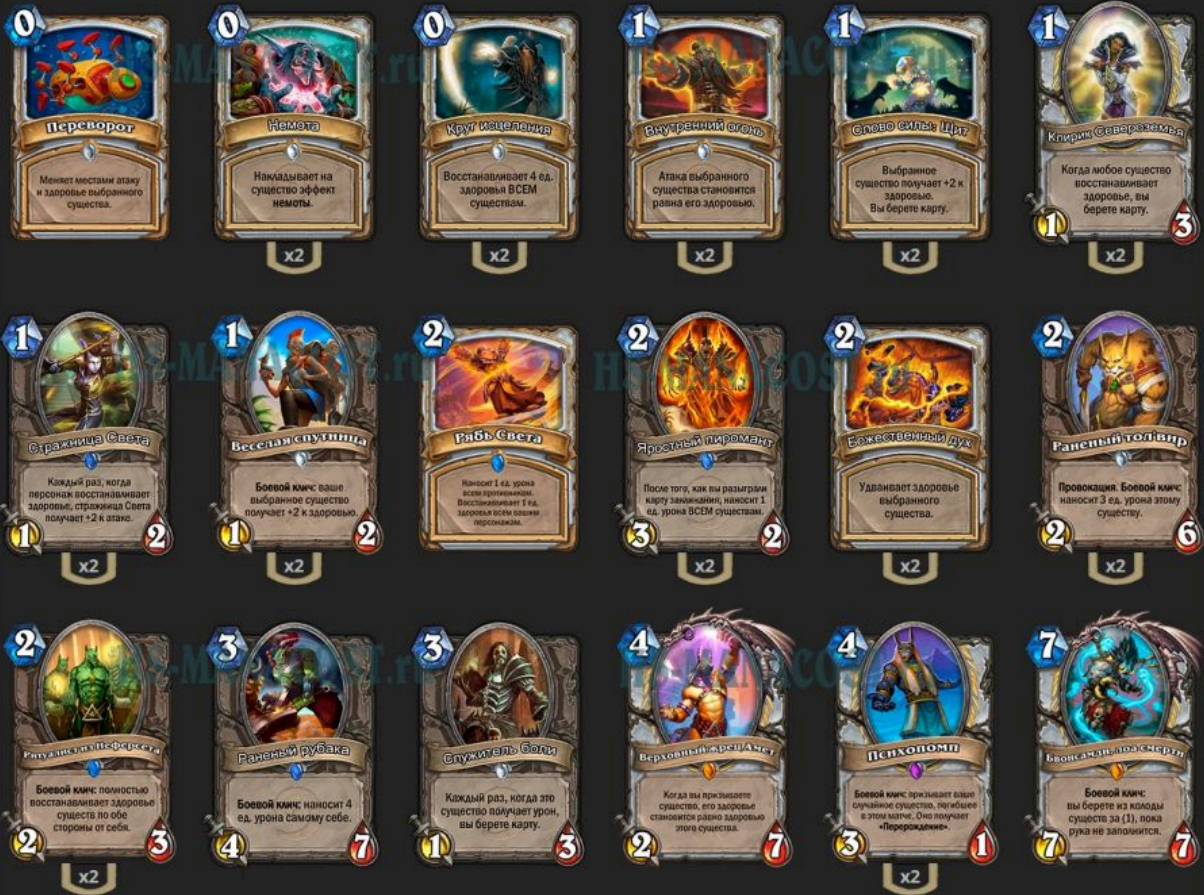 0
Переворот
Меняет местами атаку
и здоровье выбранного
существа.
0
Немота
Накладывает на
существо эффект
немоты.
x2
0
Круг исцеления
Восстанавливает 4 ед.
здоровья ВСЕМ
существам.
x2
1
Внутренний огонь
Атака выбранного
существа становится
равна его здоровью.
x2
1
Слово силы: Щит
Выбранное
существо получает +2 к
здоровью.
Вы берете карту.
x2
1
Клирик Североземья
Когда любое существо
восстанавливает
здоровье, вы
берете карту.
1
3
x2
1
Стражница Света
Каждый раз, когда
персонаж восстанавливает
здоровье, стражница Света
получает +2 к атаке.
1
2
x2
1
Веселая спутница
Боевой клич: ваше
выбранное существо
получает +2 к здоровью.
1
2
x2
2
Рябь Света
Наносит 1 ед. урона
всем противникам.
Восстанавливает 1 ед.
здоровья всем вашим
персонажам.
2
Яростный пиромант
После того, как вы разыграли
карту заклинания, наносит 1
ед. урона ВСЕМ существам.
3
2
x2
2
Божественный дух
Удваивает здоровье
выбранного
существа.
x2
2
Раненый тол'вир
Провокация. Боевой клич:
наносит 3 ед. урона этому
существу.
2
6
x2
2
Ритуалист из Неферсета
Боевой клич: полностью
восстанавливает здоровье
существ по обе
стороны от себя.
2
3
x2
3
Раненый рубака
Боевой клич: наносит 4
ед. урона самому себе.
4
7
3
Служитель боли
Каждый раз, когда это
существо получает урон,
вы берете карту.
1
3
4
Верховный жрец Амет
Когда вы призываете
существо, его здоровье
становится равно здоровью
этого существа.
2
7
4
Психопомп
Боевой клич: призывает ваше
случайное существо, погибшее
в этом матче. Оно получает
«Перерождение».
3
1
x2
7
Бвонсамди, лоа смерти
Боевой клич:
вы берете из колоды
существ за (1), пока
рука не заполнится.
7
7